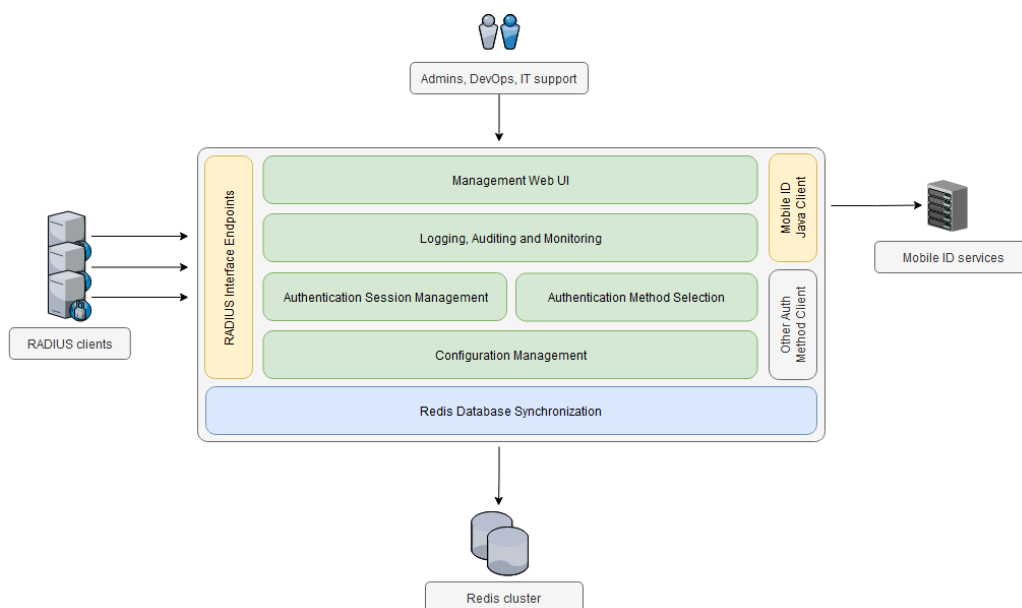 Admins, DevOps, IT support
RADIUS Interface Endpoints
Management Web UI
Mobile ID
Java Client
Logging, Auditing and Monitoring
Mobile ID services
Authentication Session Management
Authentication Method Selection
Other Auth
Method Client
RADIUS clients
Configuration Management
Redis Database Synchronization
Redis cluster